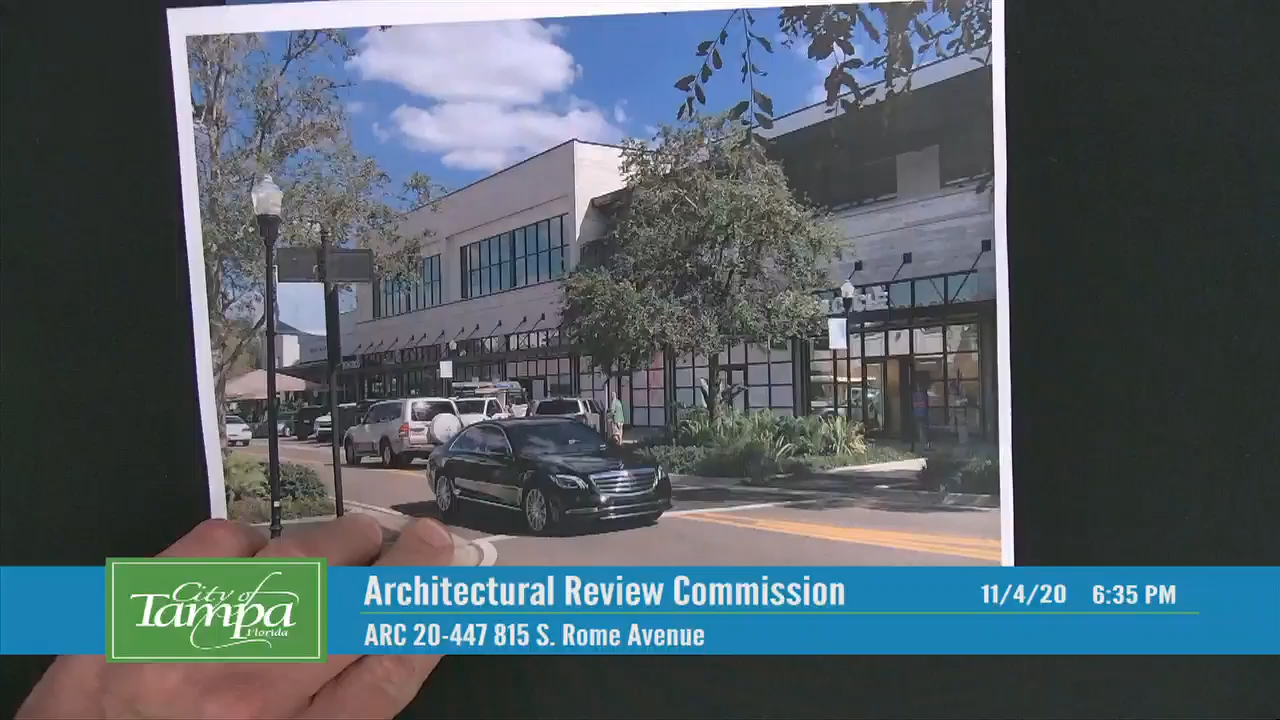 City of
Tampa
Florida
Architectural Review Commission
11/4/20 6:35 PM
ARC 20-447 815 S. Rome Avenue